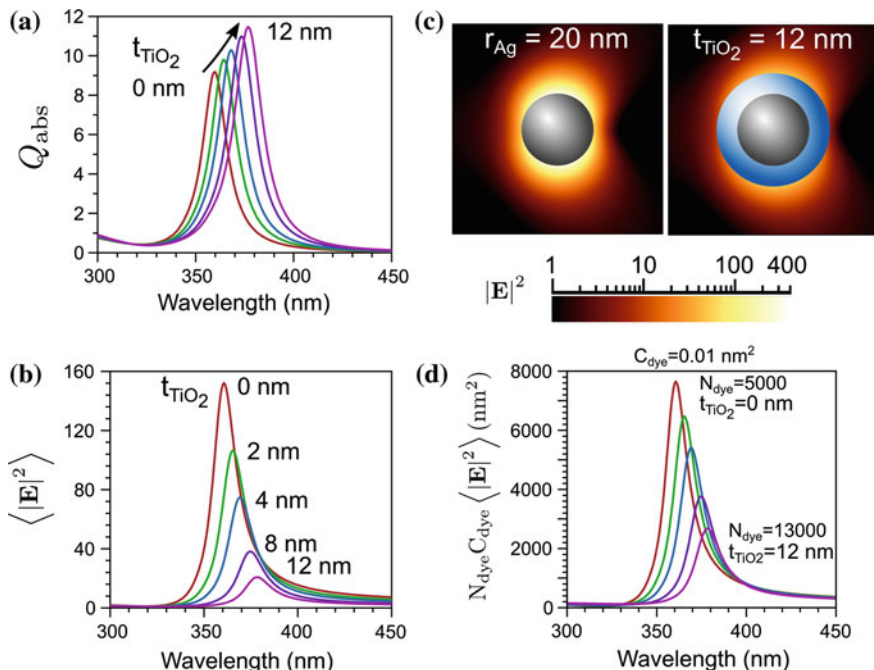 (a)
12
10
8
6
4
2
0
Q_abs
t_TiO2
0 nm
12 nm
300 350 400 450
Wavelength (nm)
(c)
r_Ag = 20 nm
t_TiO2 = 12 nm
1 10 100 400
|E|²
(b)
160
120
80
40
0
⟨|E|²⟩
t_TiO2 0 nm
2 nm
4 nm
8 nm
12 nm
300 350 400 450
Wavelength (nm)
(d)
C_dye=0.01 nm²
8000
6000
4000
2000
0
N_dye C_dye ⟨|E|²⟩ (nm²)
N_dye=5000
t_TiO2=0 nm
N_dye=13000
t_TiO2=12 nm
300 350 400 450
Wavelength (nm)